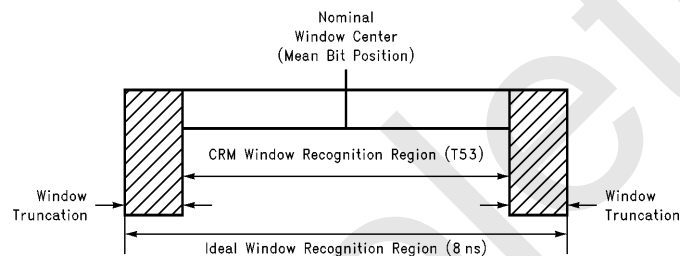 Nominal
Window Center
(Mean Bit Position)
CRM Window Recognition Region (T53)
Window
Truncation
Window
Truncation
Ideal Window Recognition Region (8 ns)